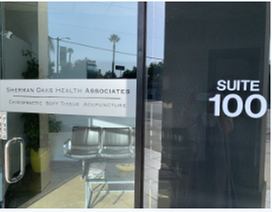 SHERMAN OAKS HEALTH ASSOCIATES
CHIROPRACTIC SOFT TISSUE ACUPUNCTURE
SUITE
100